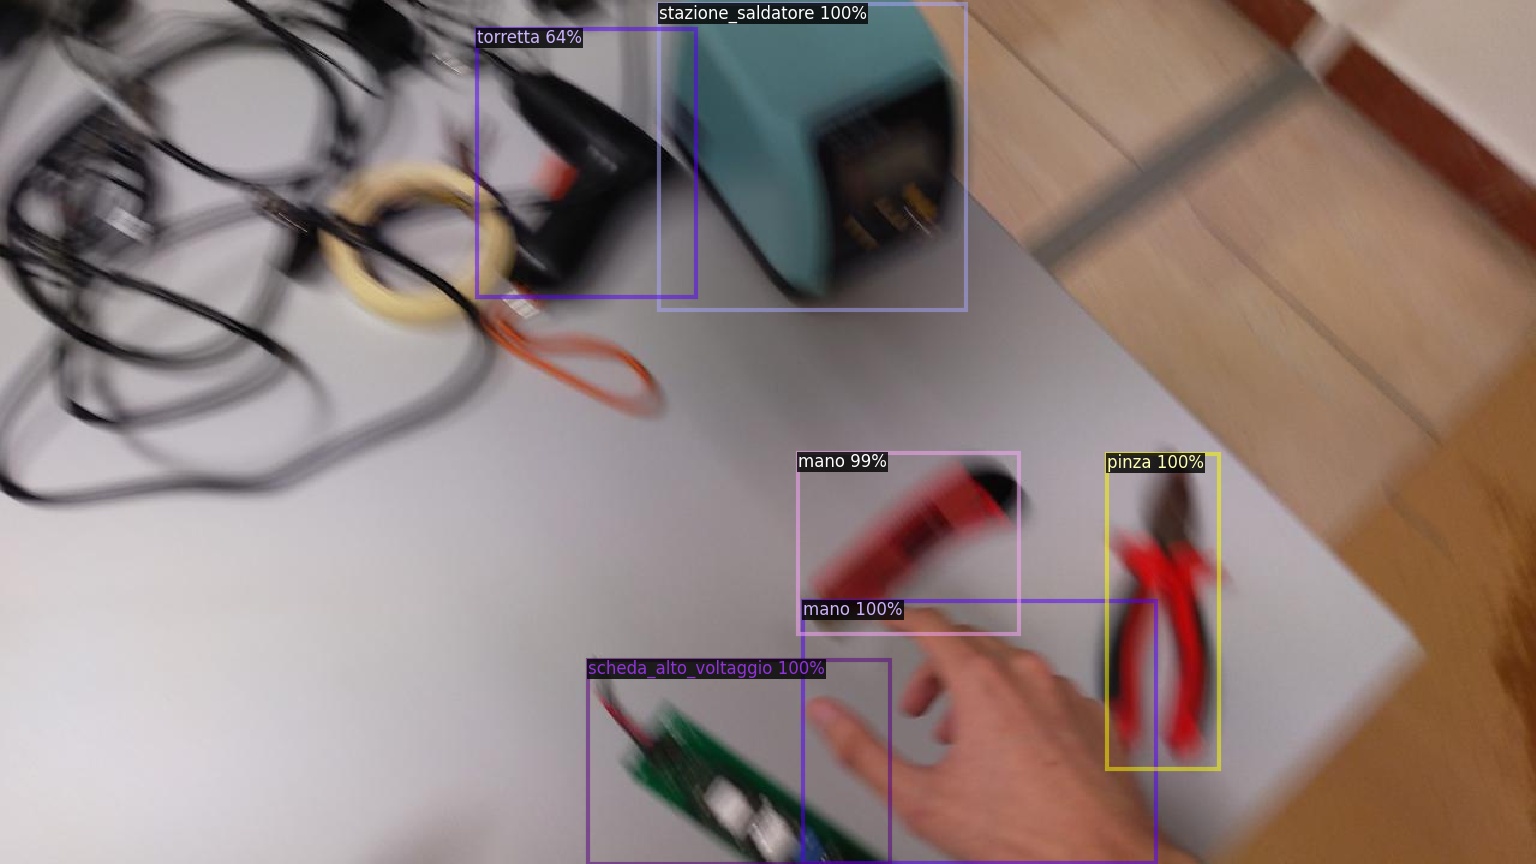 stazione_saldatore 100%
torretta 64%
mano 99%
pinza 100%
mano 100%
scheda_alto_voltaggio 100%